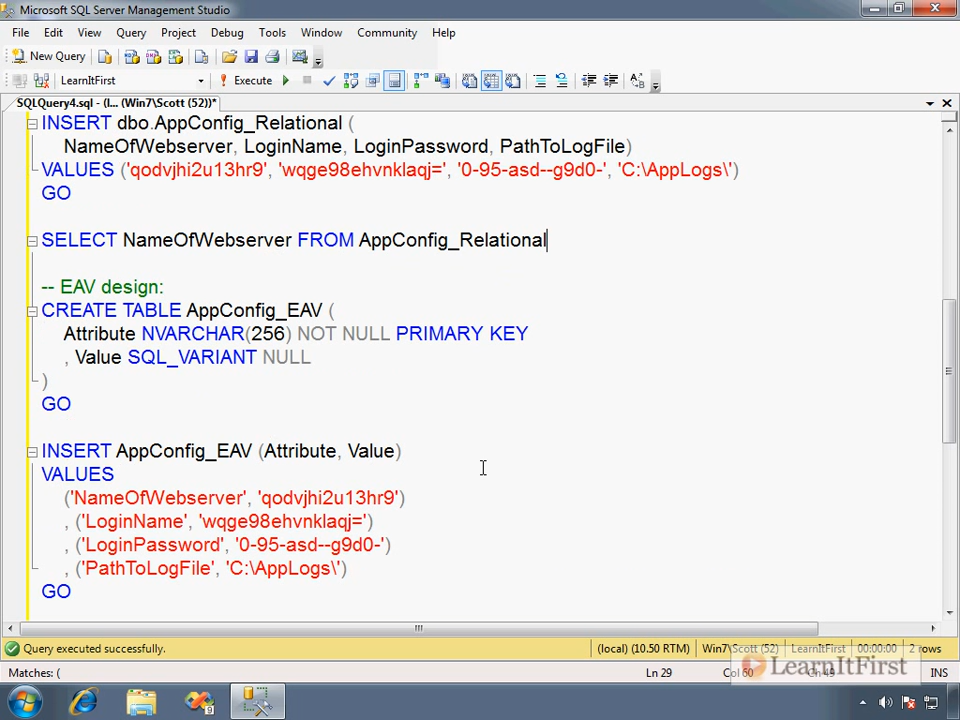 Microsoft SQL Server Management Studio
File Edit View Query Project Debug Tools Window Community Help
New Query
LearnItFirst Execute
SQLQuery4.sql - (l... (Win7\Scott (52))*
INSERT dbo.AppConfig_Relational (
NameOfWebserver, LoginName, LoginPassword, PathToLogFile)
VALUES ('qodvjhi2u13hr9', 'wqge98ehvnklaqj=', '0-95-asd--g9d0-', 'C:\AppLogs\')
GO
SELECT NameOfWebserver FROM AppConfig_Relational
-- EAV design:
CREATE TABLE AppConfig_EAV (
Attribute NVARCHAR(256) NOT NULL PRIMARY KEY
, Value SQL_VARIANT NULL
)
GO
INSERT AppConfig_EAV (Attribute, Value)
VALUES
('NameOfWebserver', 'qodvjhi2u13hr9')
, ('LoginName', 'wqge98ehvnklaqj=')
, ('LoginPassword', '0-95-asd--g9d0-')
, ('PathToLogFile', 'C:\AppLogs\')
GO
Query executed successfully. (local) (10.50 RTM) Win7\Scott (52) LearnItFirst 00:00:00 2 rows
Matches: ( Ln 29 Col 60 Ch 49 INS
LearnItFirst